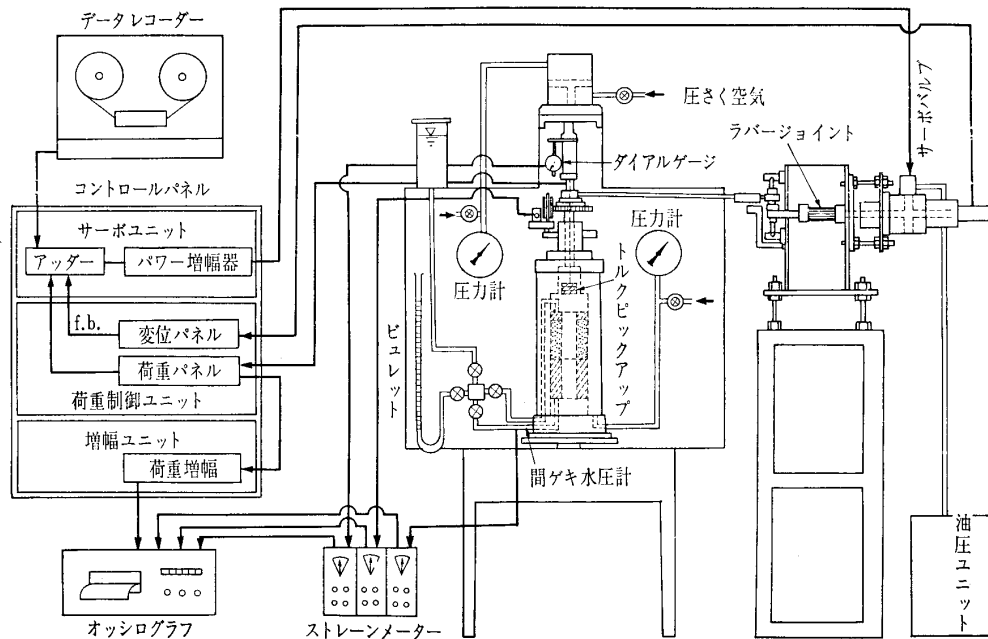 データレコーダー
圧さく空気
サーボバルブ
ラバージョイント
ダイアルゲージ
コントロールパネル
サーボユニット
アッダー
パワー増幅器
圧力計
圧力計
トルクピックアップ
f.b.
変位パネル
ビュレット
荷重パネル
荷重制御ユニット
増幅ユニット
荷重増幅
間ゲキ水圧計
油圧ユニット
オッシログラフ
ストレーンメーター